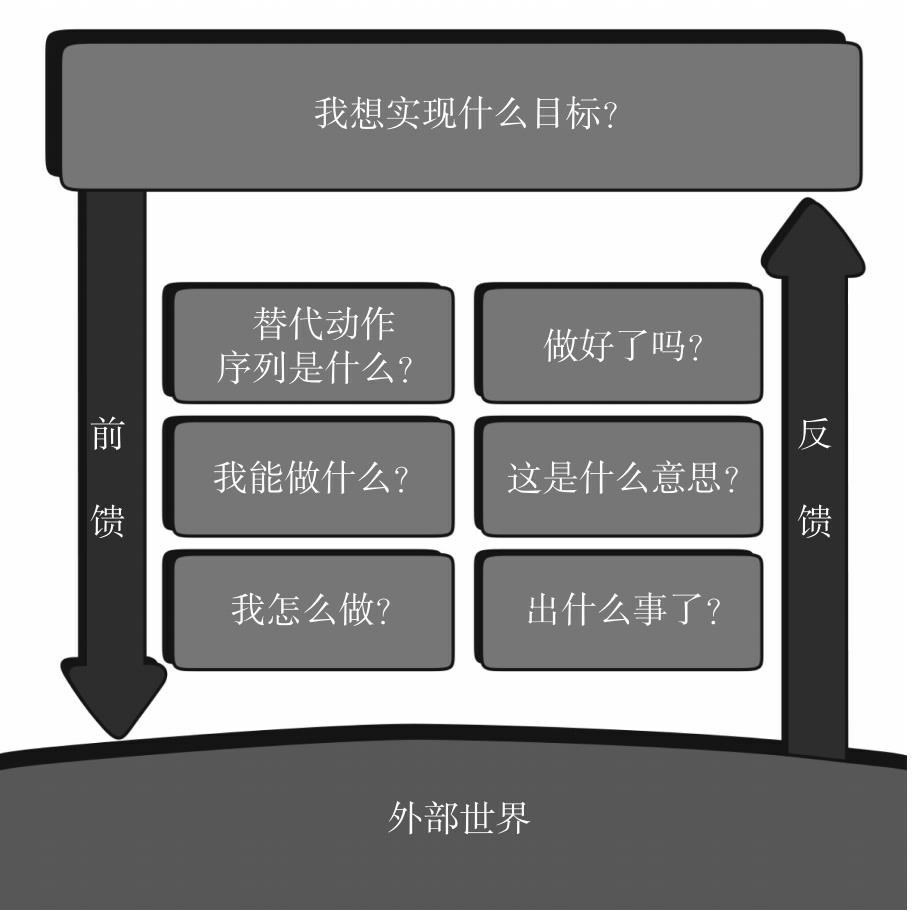 我想实现什么目标？
替代动作
序列是什么？
做好了吗？
前
馈
我能做什么？
这是什么意思？
反
馈
我怎么做？
出什么事了？
外部世界